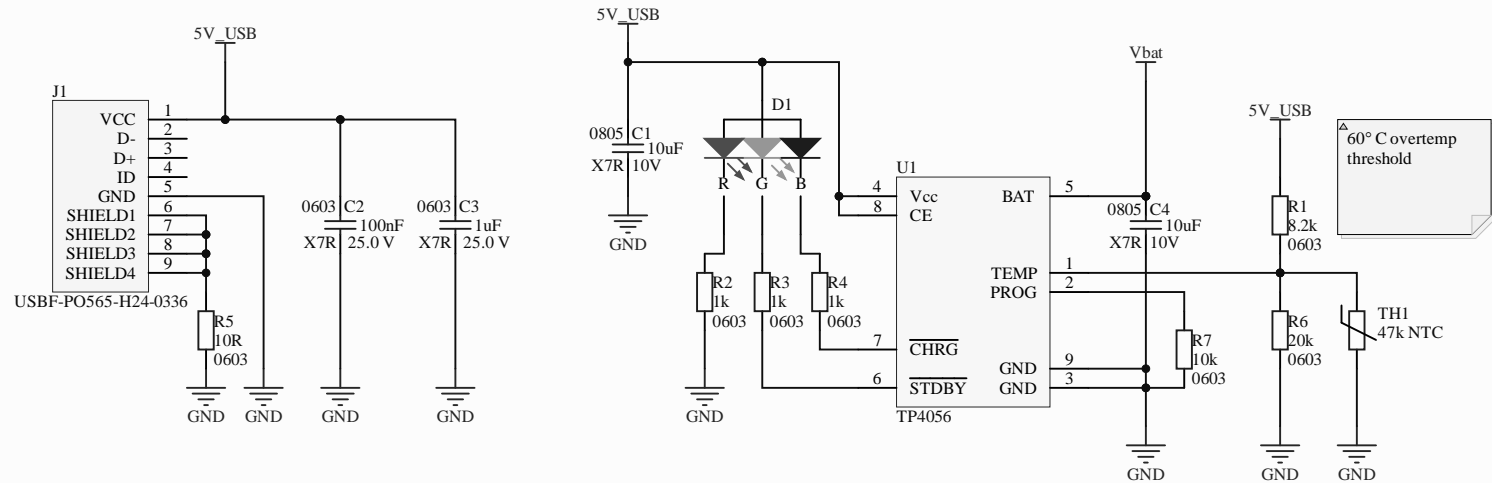 5V_USB
J1
VCC 1
D- 2
D+ 3
ID 4
GND 5
SHIELD1 6
SHIELD2 7
SHIELD3 8
SHIELD4 9
USBF-PO565-H24-0336
R5
10R
0603
GND
GND
0603 C2
100nF
X7R 25.0 V
GND
0603 C3
1uF
X7R 25.0 V
GND
5V_USB
0805 C1
10uF
X7R 10V
GND
D1
R G B
R2
1k
0603
GND
R3
1k
0603
R4
1k
0603
U1
4 Vcc
8 CE
7 CHRG
6 STDBY
BAT 5
TEMP 1
PROG 2
GND 9
GND 3
TP4056
Vbat
0805 C4
10uF
X7R 10V
R7
10k
0603
GND
5V_USB
R1
8.2k
0603
R6
20k
0603
GND
TH1
47k NTC
GND
60° C overtemp
threshold